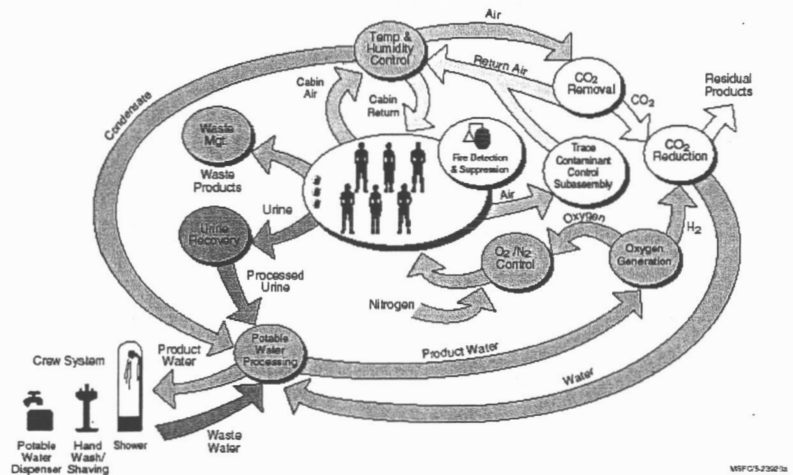 Air
Temp &
Humidity
Control
Return Air
CO2
Removal
CO2
Residual
Products
Cabin
Air
Cabin
Return
Condensate
Waste
Mgt.
Waste
Products
Fire Detection
& Suppression
Trace
Contaminant
Control
Subassembly
CO2
Reduction
Urine
Air
Oxygen
H2
Urine
Recovery
O2/N2
Control
Oxygen
Generation
Processed
Urine
Nitrogen
Crew System
Product
Water
Potable
Water
Processing
Product Water
Water
Waste
Water
Potable
Water
Dispenser
Hand
Wash/
Shaving
Shower